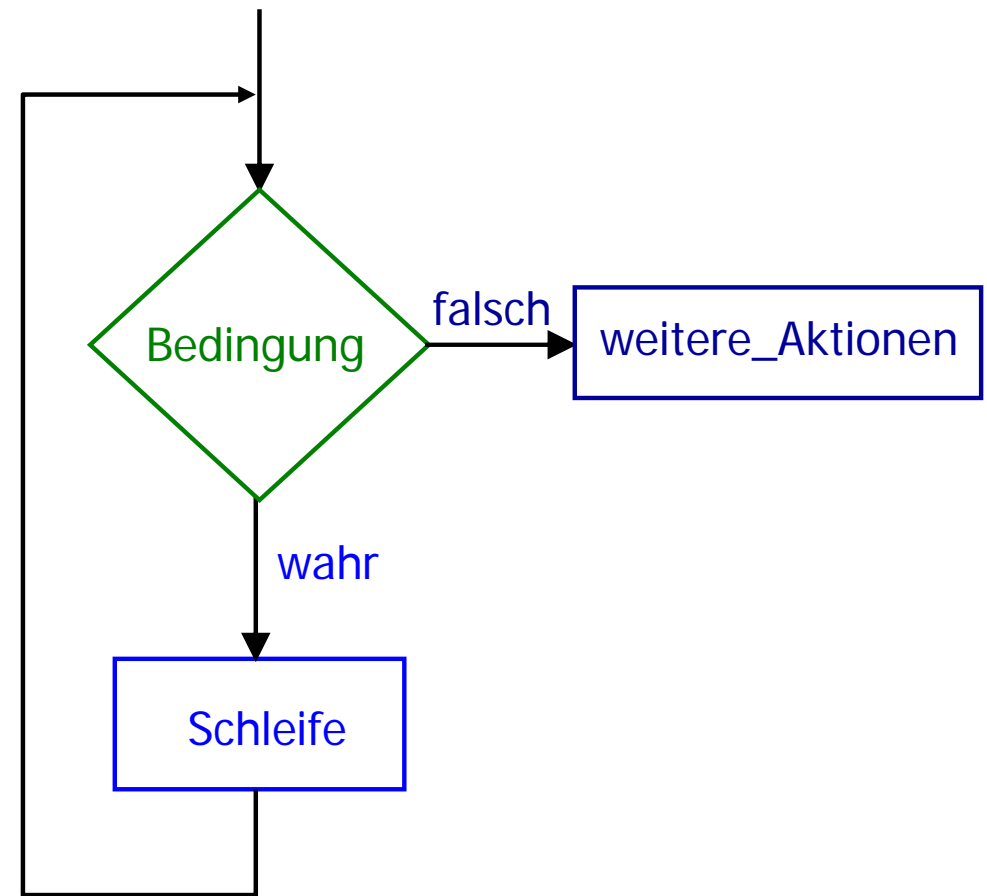 falsch
Bedingung
weitere_Aktionen
wahr
Schleife